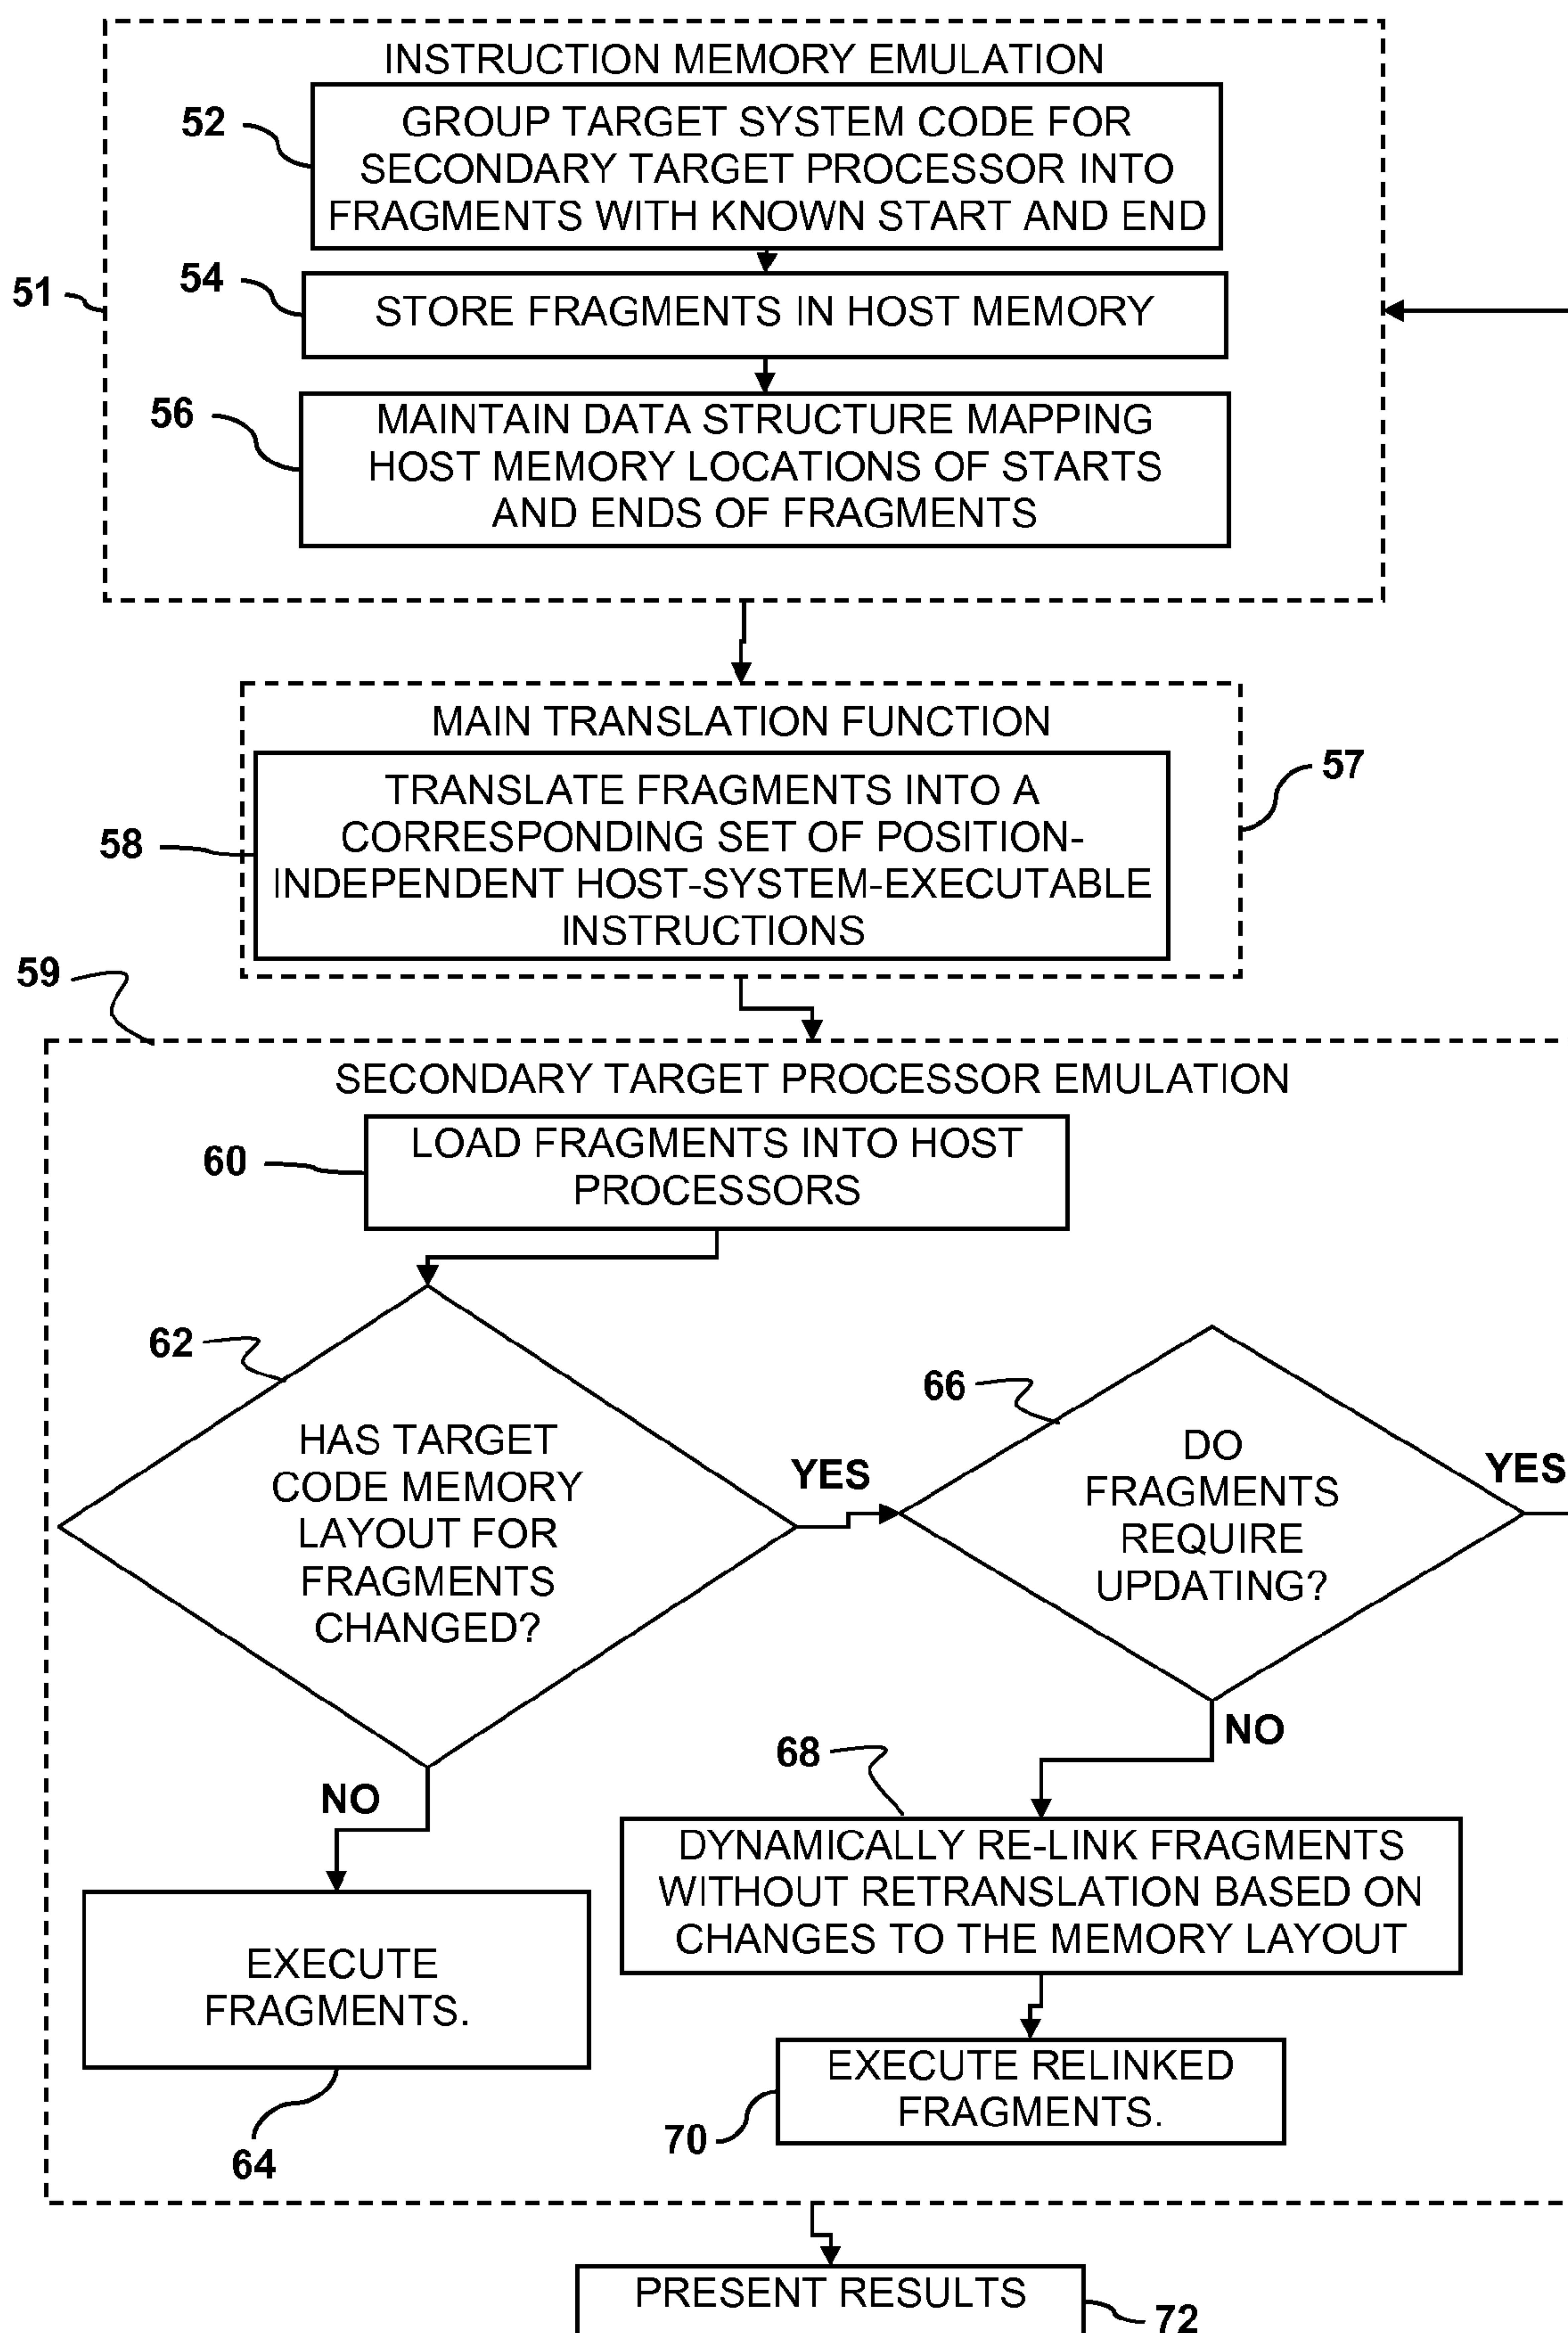 INSTRUCTION MEMORY EMULATION
52
GROUP TARGET SYSTEM CODE FOR
SECONDARY TARGET PROCESSOR INTO
FRAGMENTS WITH KNOWN START AND END
51
54
STORE FRAGMENTS IN HOST MEMORY
56
MAINTAIN DATA STRUCTURE MAPPING
HOST MEMORY LOCATIONS OF STARTS
AND ENDS OF FRAGMENTS
MAIN TRANSLATION FUNCTION
57
58
TRANSLATE FRAGMENTS INTO A
CORRESPONDING SET OF POSITION-
INDEPENDENT HOST-SYSTEM-EXECUTABLE
INSTRUCTIONS
59
SECONDARY TARGET PROCESSOR EMULATION
60
LOAD FRAGMENTS INTO HOST
PROCESSORS
62
HAS TARGET
CODE MEMORY
LAYOUT FOR
FRAGMENTS
CHANGED?
YES
66
DO
FRAGMENTS
REQUIRE
UPDATING?
YES
NO
NO
68
DYNAMICALLY RE-LINK FRAGMENTS
WITHOUT RETRANSLATION BASED ON
CHANGES TO THE MEMORY LAYOUT
EXECUTE
FRAGMENTS.
64
EXECUTE RELINKED
FRAGMENTS.
70
PRESENT RESULTS
72